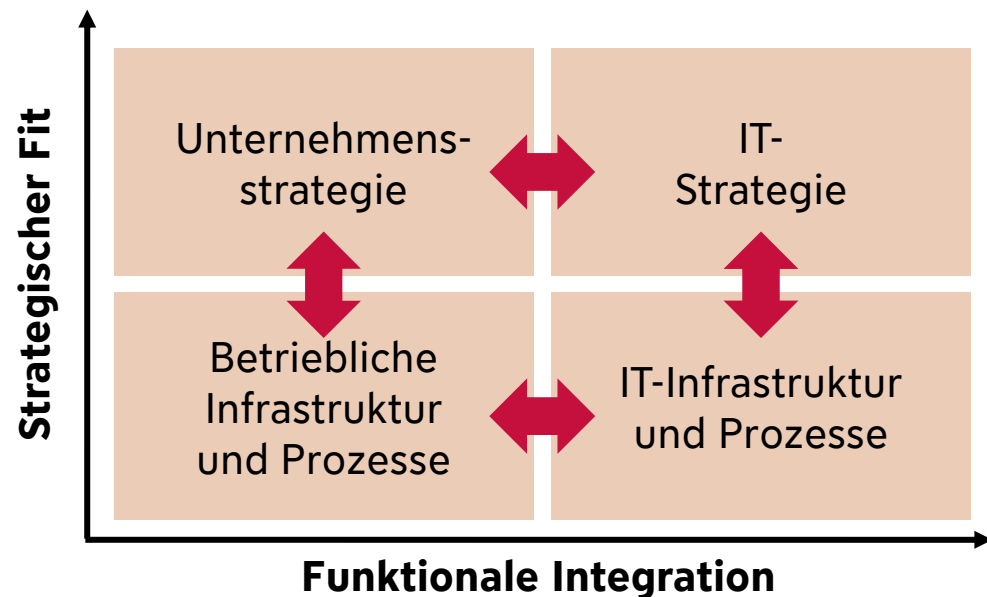 Strategischer Fit
Unternehmens-
strategie
IT-
Strategie
Betriebliche
Infrastruktur
und Prozesse
IT-Infrastruktur
und Prozesse
Funktionale Integration